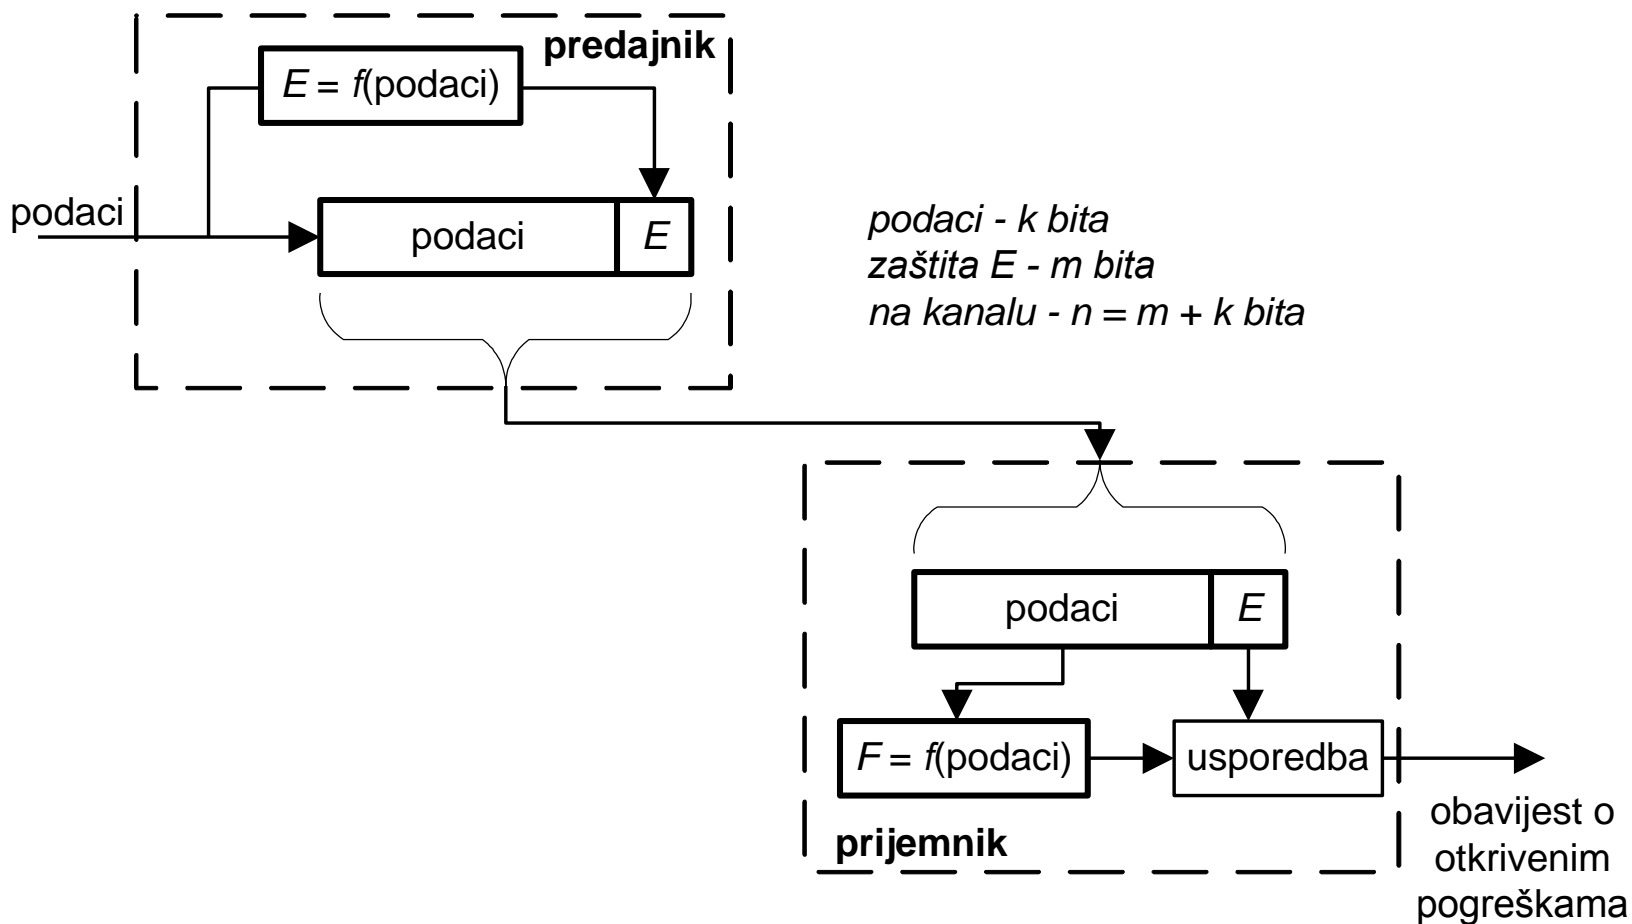 predajnik
E = f(podaci)
podaci
podaci
E
podaci - k bita
zaštita E - m bita
na kanalu - n = m + k bita
podaci
E
F = f(podaci)
usporedba
prijemnik
obavijest o
otkrivenim
pogreškama